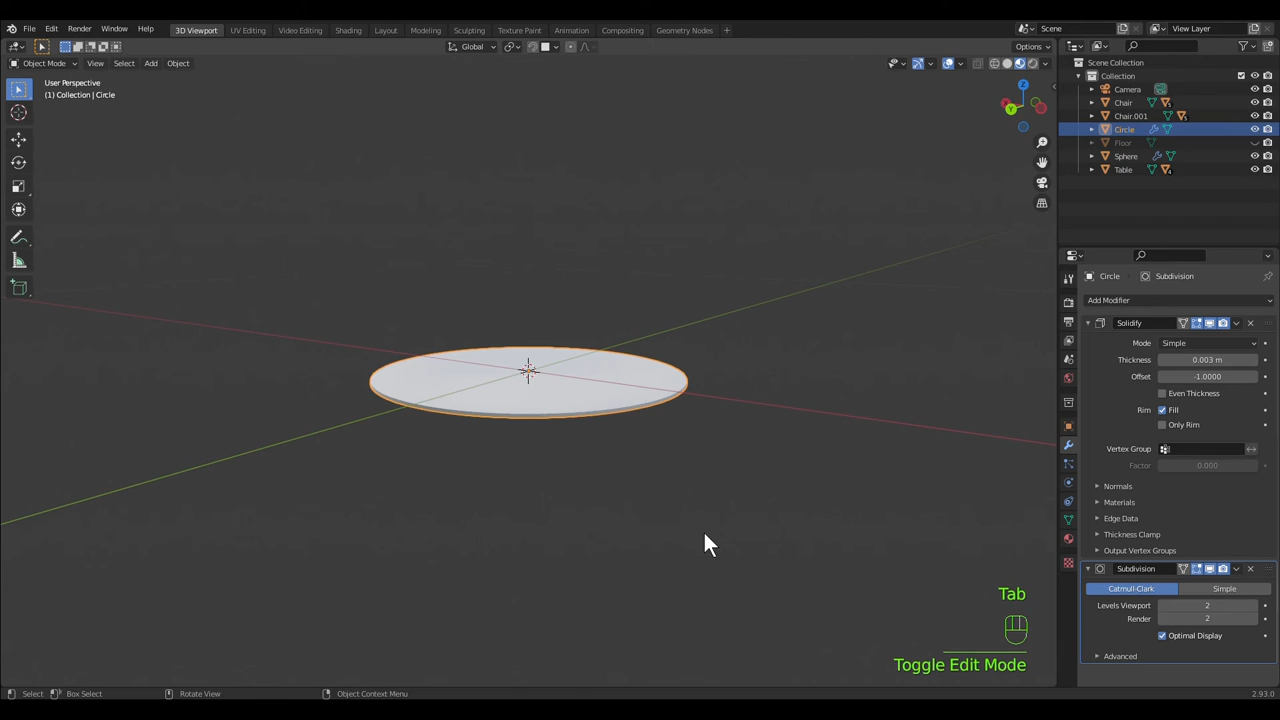 File Edit Render Window Help
3D Viewport UV Editing Video Editing Shading Layout Modeling Sculpting Texture Paint Animation Compositing Geometry Nodes +
Scene
View Layer
Global
Options
Object Mode View Select Add Object
User Perspective
(1) Collection | Circle
Z
Y
Scene Collection
Collection
Camera
Chair
5
Chair.001
5
Circle
Floor
Sphere
Table
4
Circle Subdivision
Add Modifier
Solidify
Mode Simple
Thickness 0.003 m
Offset -1.0000
Even Thickness
Rim Fill
Only Rim
Vertex Group
Factor 0.000
Normals
Materials
Edge Data
Thickness Clamp
Output Vertex Groups
Subdivision
Catmull-Clark Simple
Levels Viewport 2
Render 2
Optimal Display
Advanced
Tab
Toggle Edit Mode
Select Box Select Rotate View Object Context Menu 2.93.0